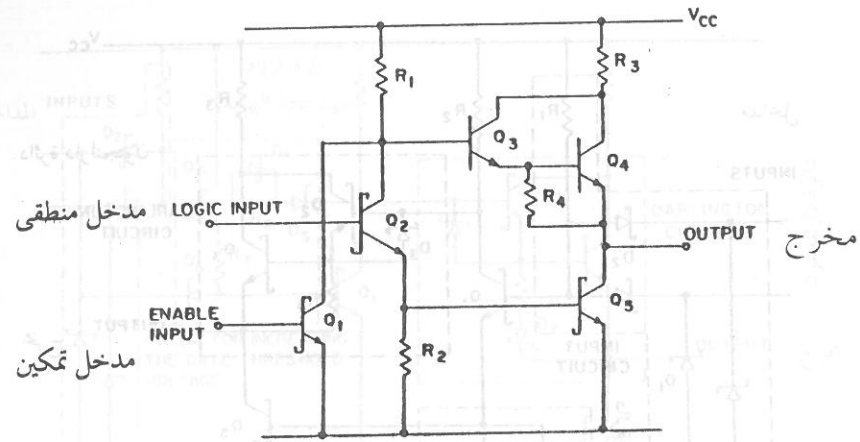 VCC
R1
R3
Q3
Q4
R4
مدخل منطقى LOGIC INPUT
Q2
OUTPUT
مخرج
ENABLE
INPUT
Q1
Q5
R2
مدخل تمكين